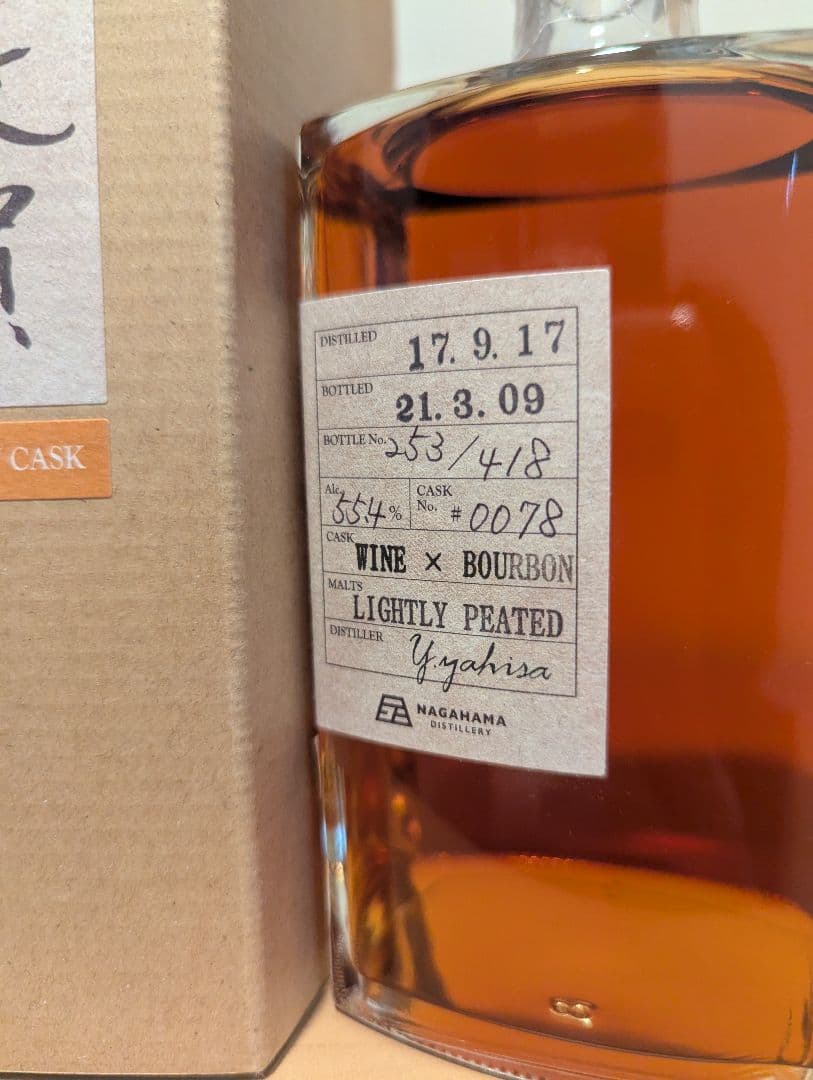 CASK
DISTILLED 17. 9. 17
BOTTLED 21. 3. 09
BOTTLE No. 253/418
Alc. 55.4% CASK No. #0078
CASK WINE × BOURBON
MALTS LIGHTLY PEATED
DISTILLER Y.yahisa
NAGAHAMA
DISTILLERY